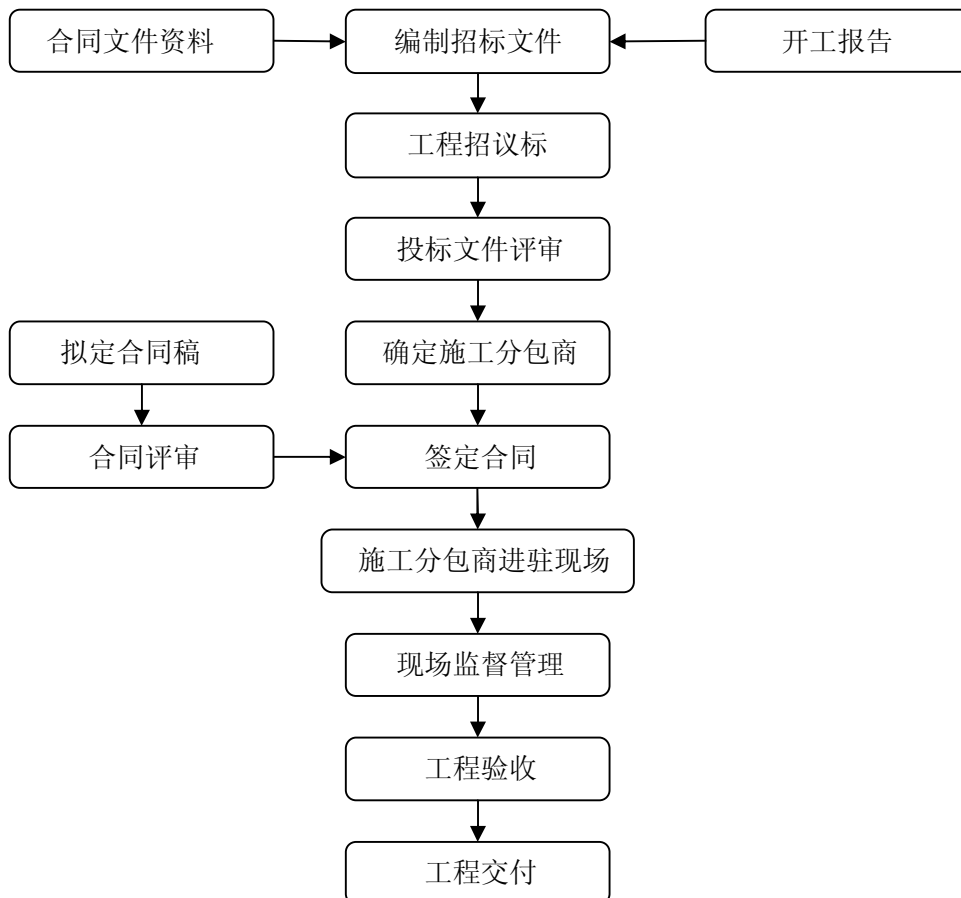 合同文件资料
编制招标文件
开工报告
工程招议标
投标文件评审
拟定合同稿
确定施工分包商
合同评审
签定合同
施工分包商进驻现场
现场监督管理
工程验收
工程交付